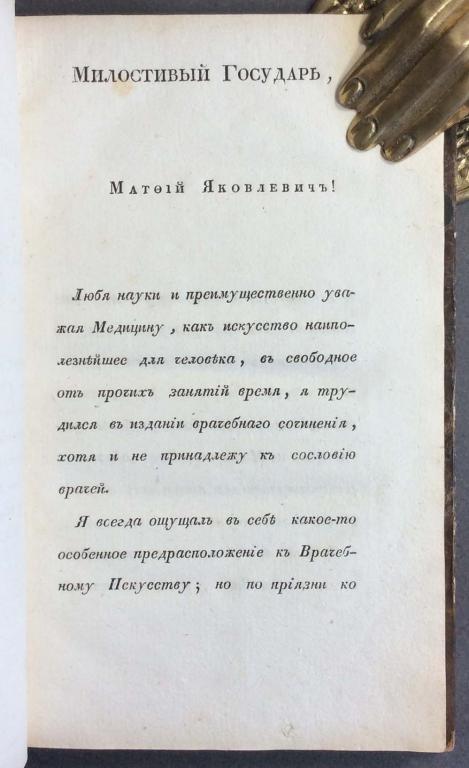 Милостивый Государь,
Матѳій Яковлевичъ!
Любя науки и преимущественно ува-
жая Медицину, какъ искусство наипо-
лезнѣйшее для человѣка, въ свободное
отъ прочихъ занятій время, я тру-
дился въ изданіи врачебнаго сочиненія,
хотя и не принадлежу къ сословію
врачей.
Я всегда ощущалъ въ себѣ какое-то
особенное предрасположеніе къ Врачеб-
ному Искусству; но по пріязни ко